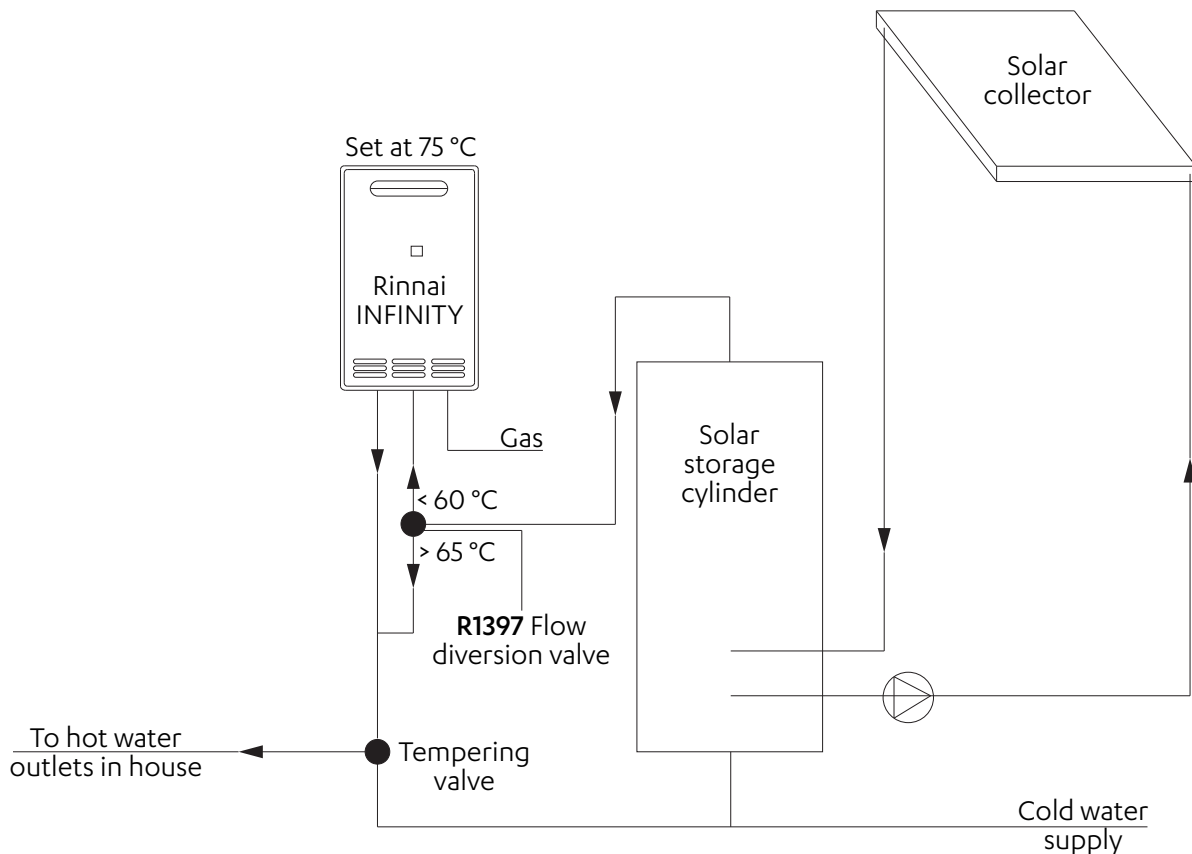 Solar
collector
Set at 75 °C
Rinnai
INFINITY
Gas
Solar
storage
cylinder
< 60 °C
> 65 °C
R1397 Flow
diversion valve
To hot water
outlets in house
Tempering
valve
Cold water
supply